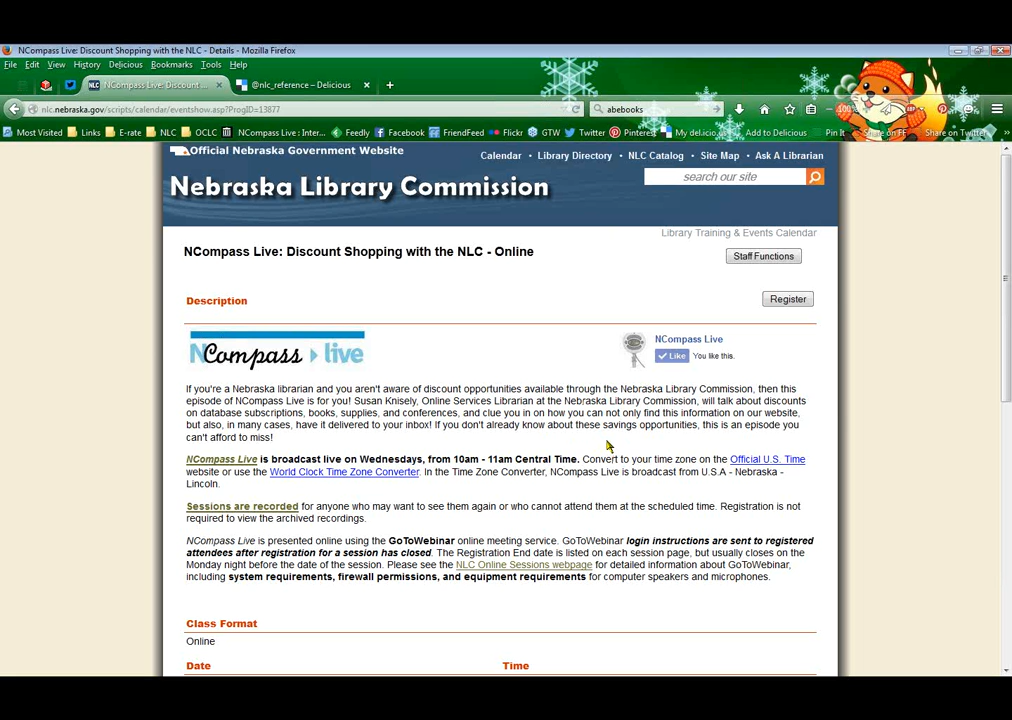 NCompass Live: Discount Shopping with the NLC - Details - Mozilla Firefox
File Edit View History Delicious Bookmarks Tools Help
NLC NCompass Live: Discount ... × @nlc_reference – Delicious × +
nlc.nebraska.gov/scripts/calendar/eventshow.asp?ProgID=13877 abebooks 100%
Most Visited Links E-rate NLC OCLC NCompass Live : Inter... Feedly Facebook FriendFeed Flickr GTW Twitter Pinterest My del.icio. Add to Delicious Pin It Share on FF Share on Twitter »
Official Nebraska Government Website
Calendar • Library Directory • NLC Catalog • Site Map • Ask A Librarian
Nebraska Library Commission
search our site
Library Training & Events Calendar
NCompass Live: Discount Shopping with the NLC - Online
Staff Functions
Description
Register
NCompass live
NCompass Live
Like You like this.
If you're a Nebraska librarian and you aren't aware of discount opportunities available through the Nebraska Library Commission, then this
episode of NCompass Live is for you! Susan Knisely, Online Services Librarian at the Nebraska Library Commission, will talk about discounts
on database subscriptions, books, supplies, and conferences, and clue you in on how you can not only find this information on our website,
but also, in many cases, have it delivered to your inbox! If you don't already know about these savings opportunities, this is an episode you
can't afford to miss!
NCompass Live is broadcast live on Wednesdays, from 10am - 11am Central Time. Convert to your time zone on the Official U.S. Time
website or use the World Clock Time Zone Converter. In the Time Zone Converter, NCompass Live is broadcast from U.S.A - Nebraska -
Lincoln.
Sessions are recorded for anyone who may want to see them again or who cannot attend them at the scheduled time. Registration is not
required to view the archived recordings.
NCompass Live is presented online using the GoToWebinar online meeting service. GoToWebinar login instructions are sent to registered
attendees after registration for a session has closed. The Registration End date is listed on each session page, but usually closes on the
Monday night before the date of the session. Please see the NLC Online Sessions webpage for detailed information about GoToWebinar,
including system requirements, firewall permissions, and equipment requirements for computer speakers and microphones.
Class Format
Online
Date Time